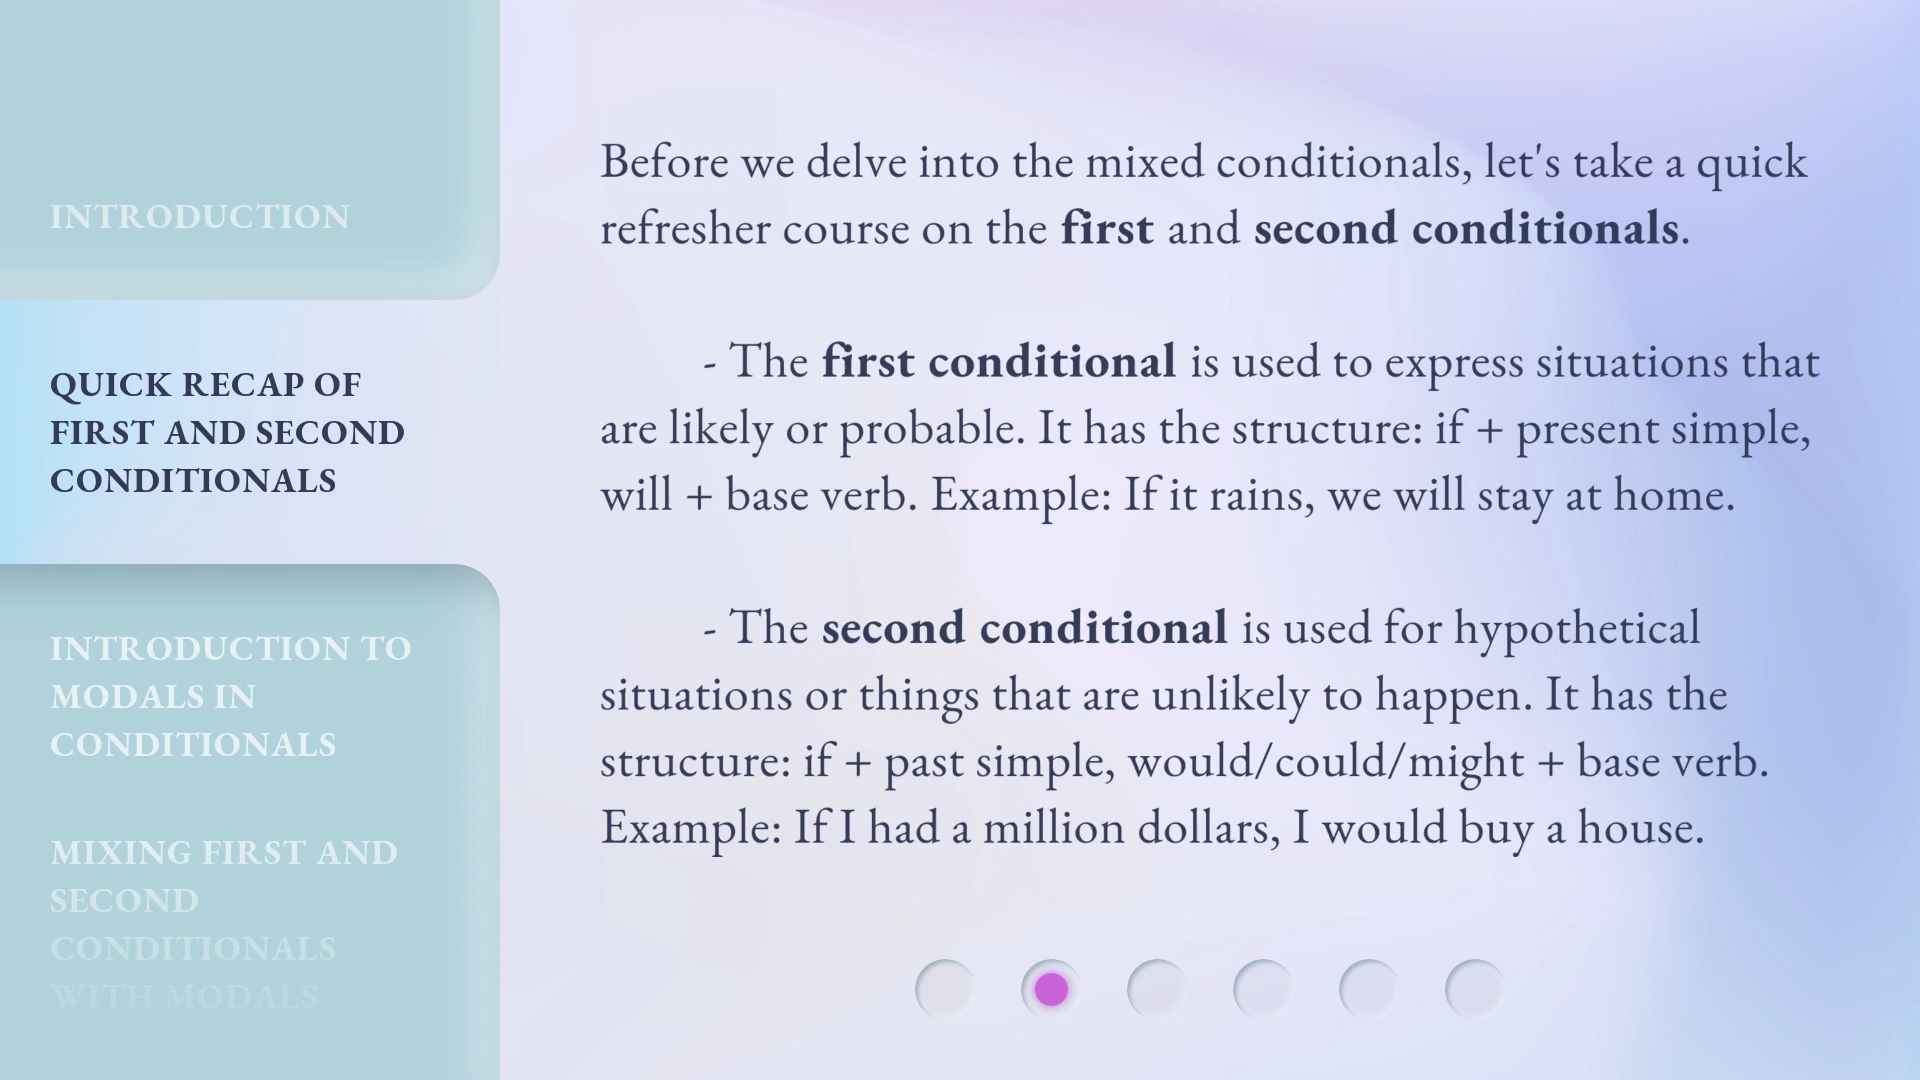 INTRODUCTION
QUICK RECAP OF
FIRST AND SECOND
CONDITIONALS
INTRODUCTION TO
MODALS IN
CONDITIONALS
MIXING FIRST AND
SECOND
CONDITIONALS
WITH MODALS
Before we delve into the mixed conditionals, let's take a quick
refresher course on the first and second conditionals.
- The first conditional is used to express situations that
are likely or probable. It has the structure: if + present simple,
will + base verb. Example: If it rains, we will stay at home.
- The second conditional is used for hypothetical
situations or things that are unlikely to happen. It has the
structure: if + past simple, would/could/might + base verb.
Example: If I had a million dollars, I would buy a house.